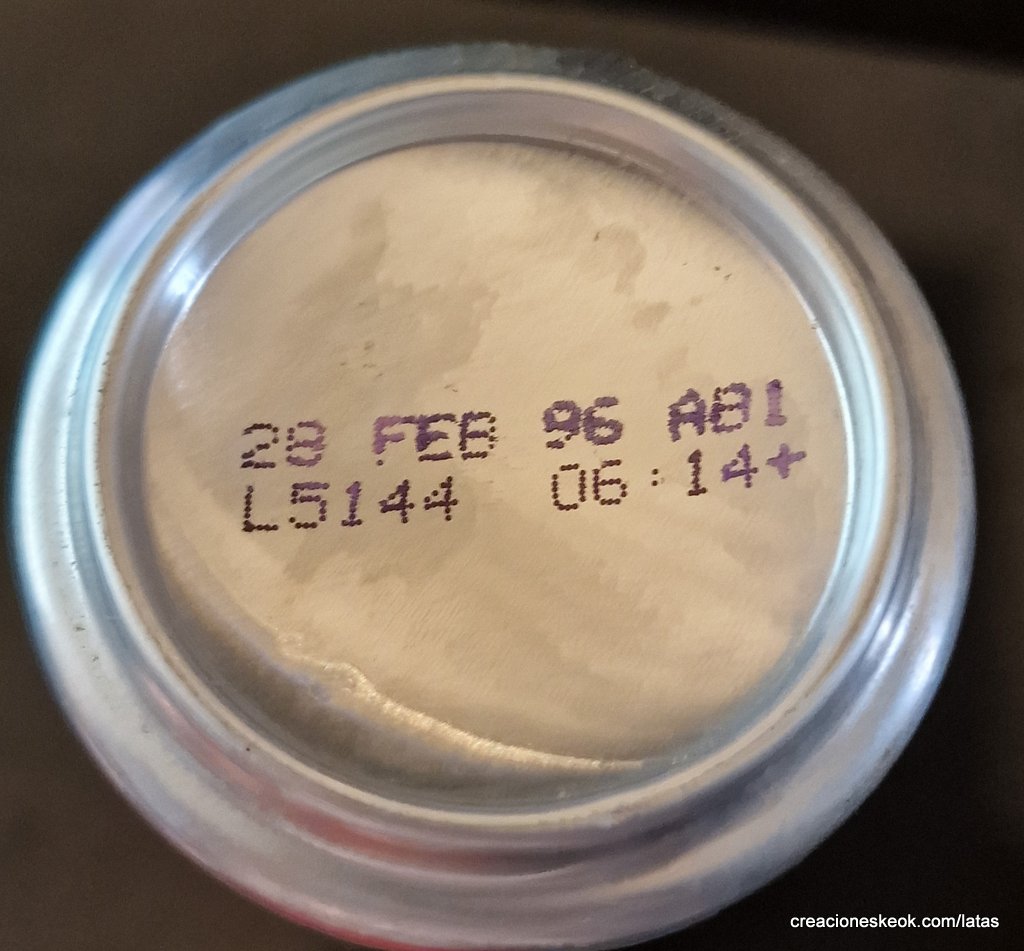 28 FEB 96 AB1
L5144 06:14+
creacioneskeok.com/latas